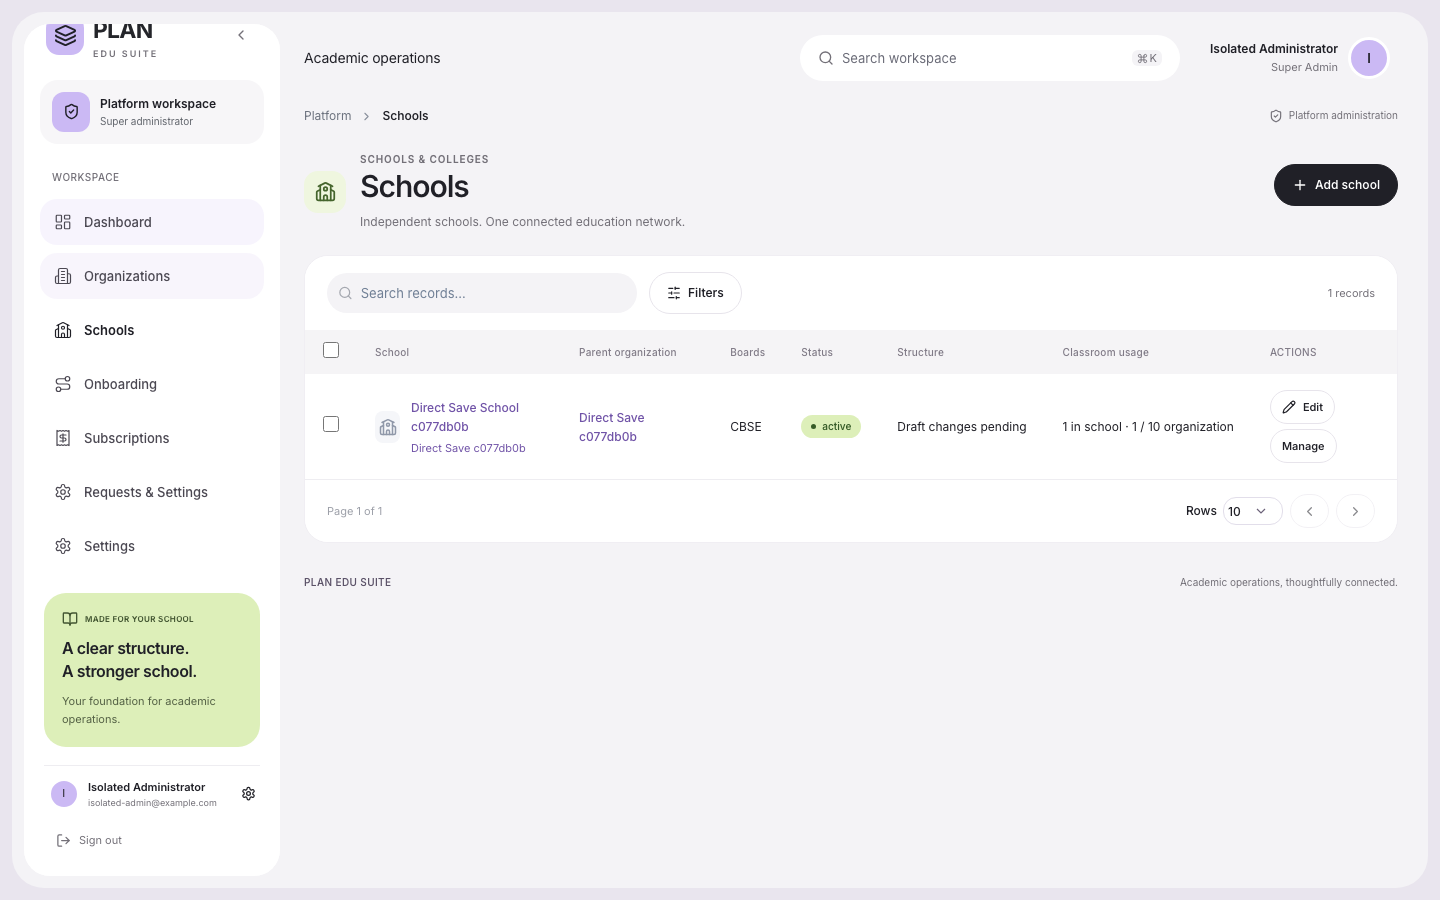 PLAN
EDU SUITE
Platform workspace
Super administrator
WORKSPACE
Dashboard
Organizations
Schools
Onboarding
Subscriptions
Requests & Settings
Settings
MADE FOR YOUR SCHOOL
A clear structure.
A stronger school.
Your foundation for academic
operations.
I
Isolated Administrator
isolated-admin@example.com
Sign out
Academic operations
Search workspace
⌘K
Isolated Administrator
Super Admin
I
Platform > Schools
Platform administration
SCHOOLS & COLLEGES
Schools
Independent schools. One connected education network.
Add school
Search records...
Filters
1 records
School Parent organization Boards Status Structure Classroom usage ACTIONS
Direct Save School
c077db0b
Direct Save c077db0b
Direct Save
c077db0b
CBSE
active
Draft changes pending
1 in school · 1 / 10 organization
Edit
Manage
Page 1 of 1
Rows 10
PLAN EDU SUITE
Academic operations, thoughtfully connected.